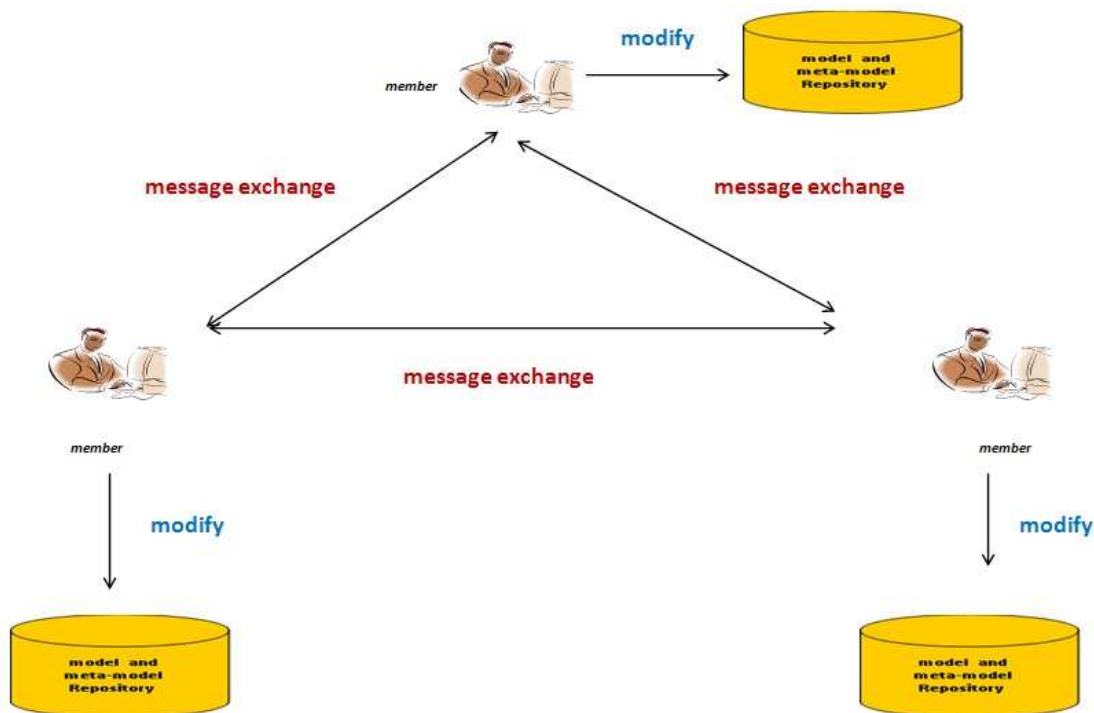 modify
model and
meta-model
Repository
member
message exchange
message exchange
message exchange
member
member
modify
modify
model and
meta-model
Repository
model and
meta-model
Repository